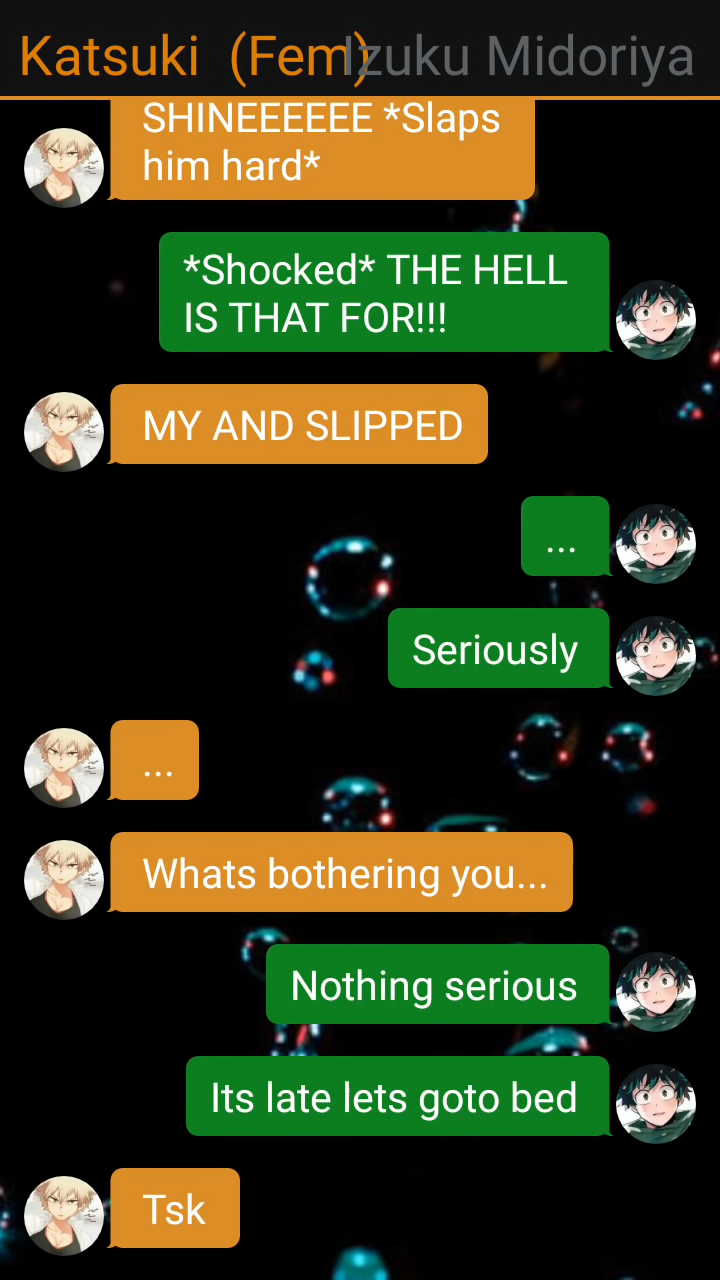 Katsuki (Fem) Izuku Midoriya
SHINEEEEEE *Slaps
him hard*
*Shocked* THE HELL
IS THAT FOR!!!
MY AND SLIPPED
...
Seriously
...
Whats bothering you...
Nothing serious
Its late lets goto bed
Tsk